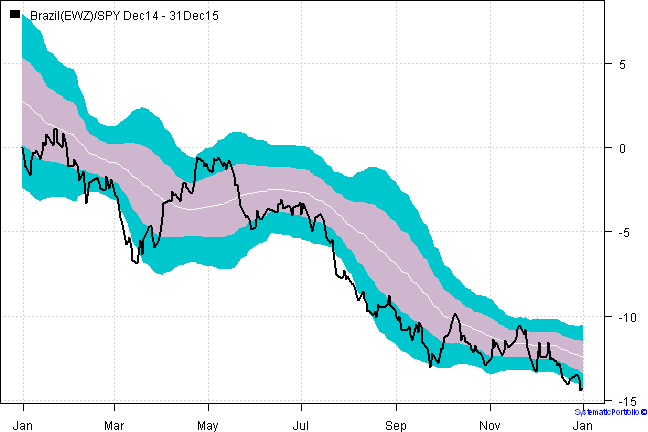 Brazil(EWZ)/SPY Dec14 - 31Dec15
5
0
-5
-10
-15
Jan Mar May Jul Sep Nov Jan
SystematicPortfolio ©